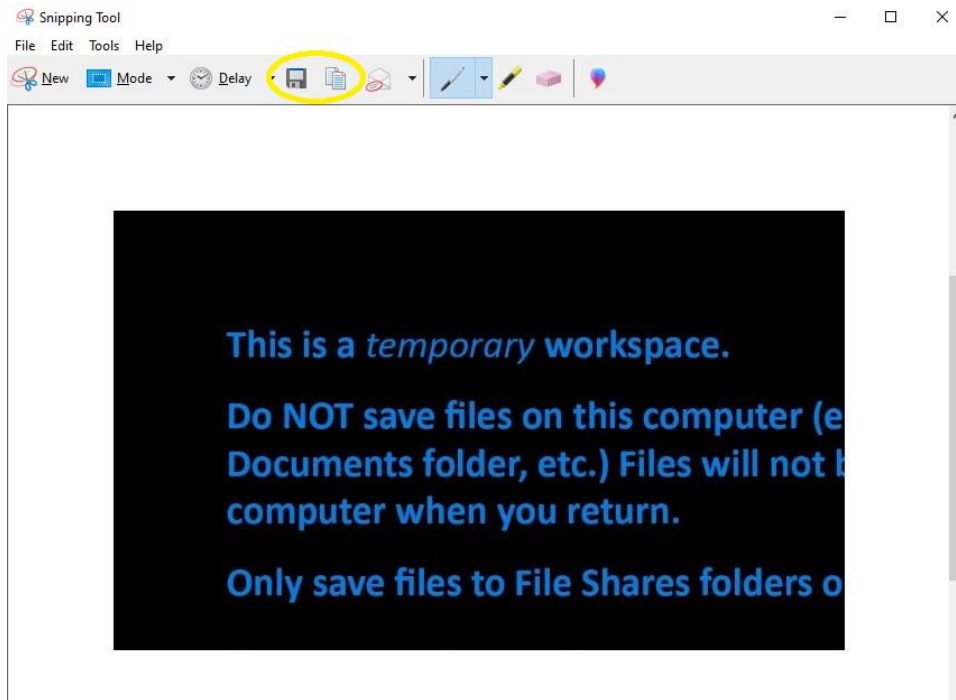 Snipping Tool
File Edit Tools Help
New Mode Delay
This is a temporary workspace.
Do NOT save files on this computer (e
Documents folder, etc.) Files will not
computer when you return.
Only save files to File Shares folders o